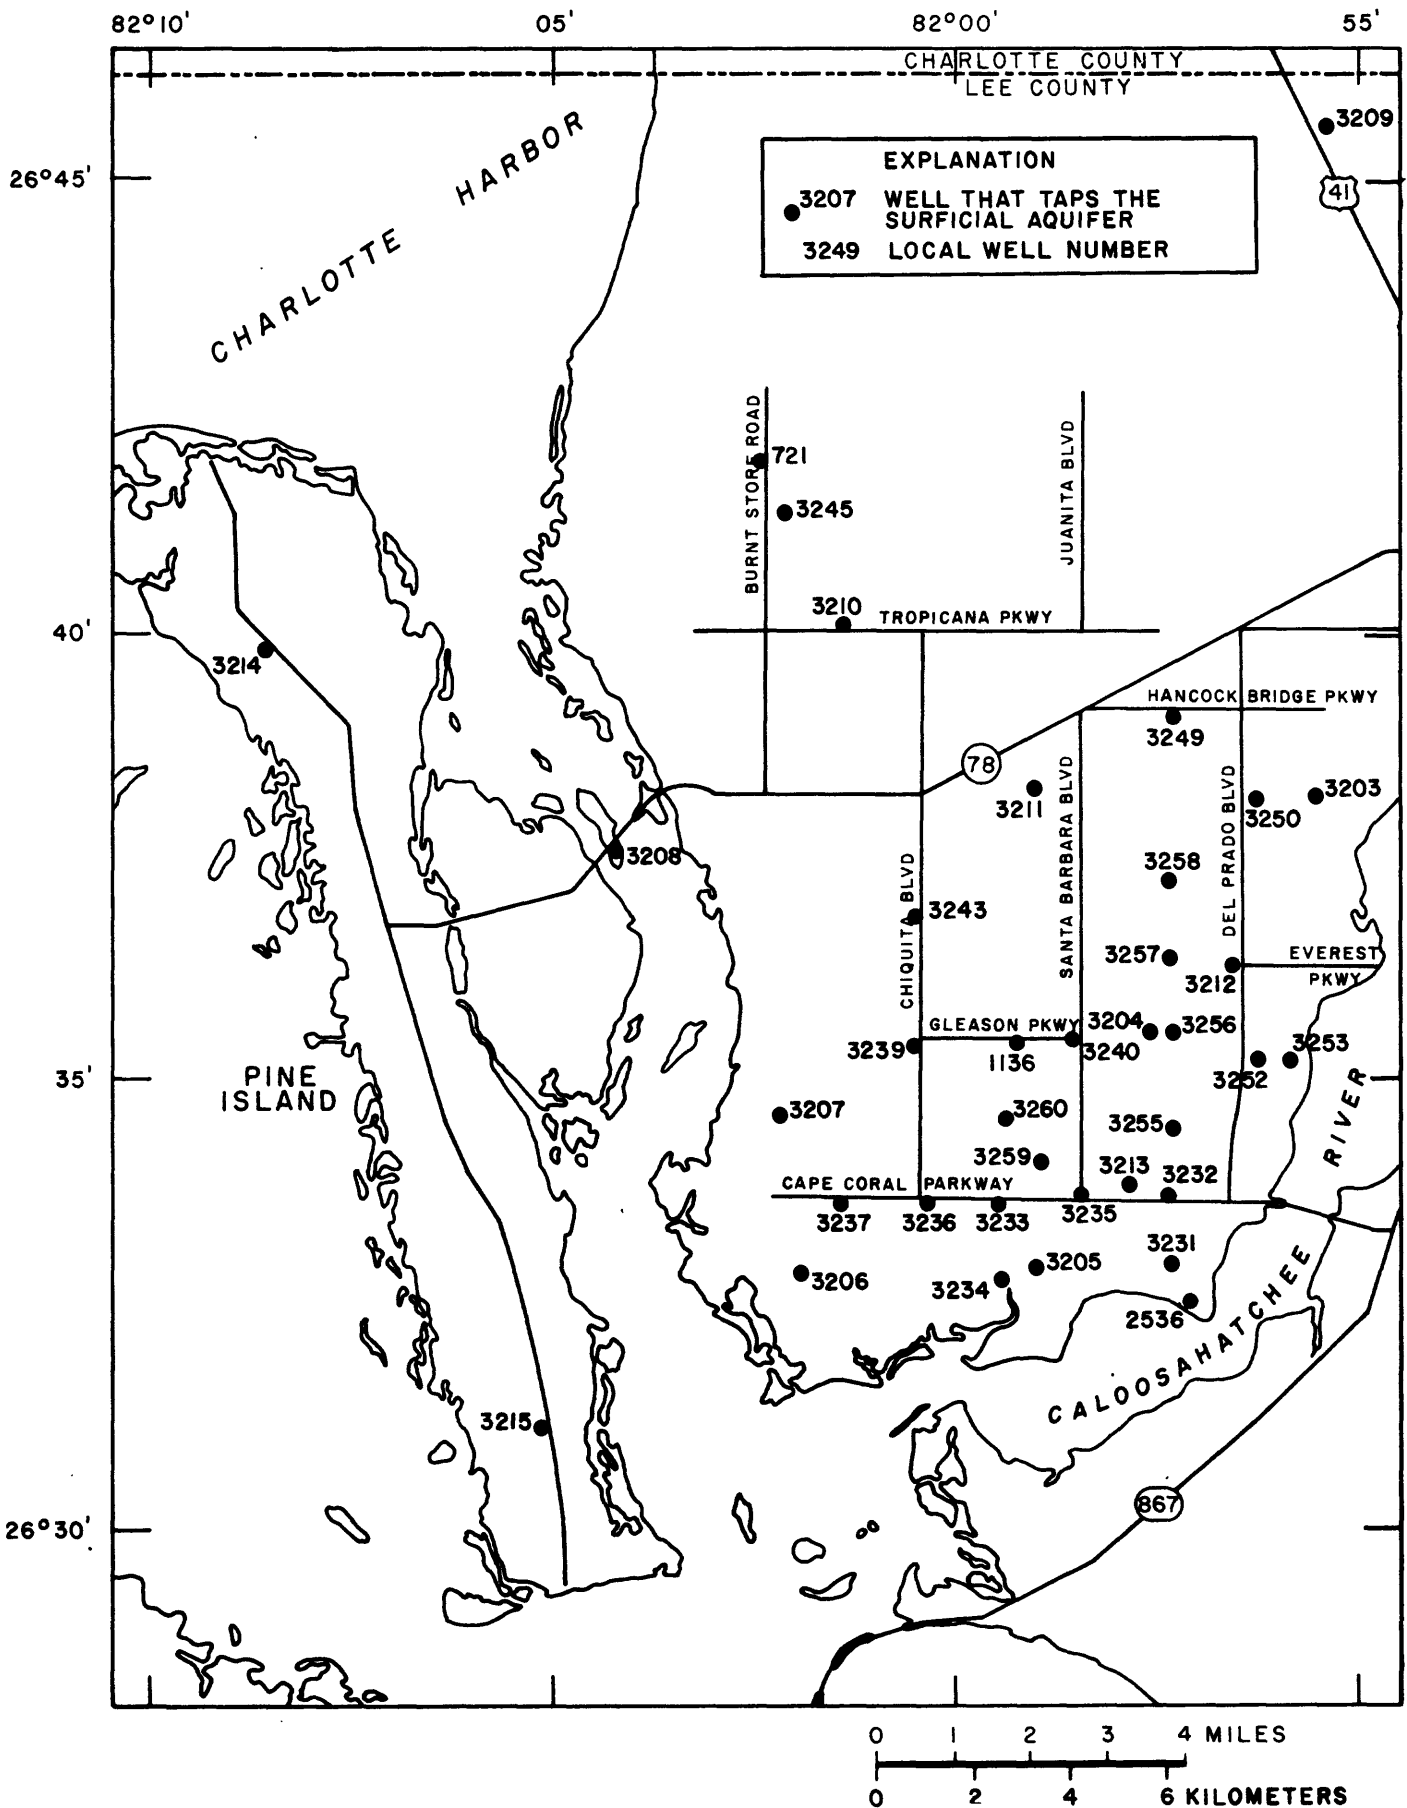 82°10'
05'
82°00'
55'
CHARLOTTE COUNTY
LEE COUNTY
3209
CHARLOTTE HARBOR
26°45'
41
EXPLANATION
3207 WELL THAT TAPS THE
SURFICIAL AQUIFER
3249 LOCAL WELL NUMBER
BURNT STORE ROAD
JUANITA BLVD
721
3245
3210
TROPICANA PKWY
40'
3214
HANCOCK BRIDGE PKWY
3249
78
3211
SANTA BARBARA BLVD
DEL PRADO BLVD
3203
3250
3208
3258
CHIQUITA BLVD
3243
3257
3212
EVEREST
PKWY
GLEASON PKWY
3204
3256
3239
1136
3240
3253
3252
35'
PINE
ISLAND
3207
3260
3255
RIVER
3259
3213
3232
CAPE CORAL PARKWAY
3237
3236
3233
3235
3231
3205
3206
3234
2536
CALOOSAHATCHEE
3215
867
26°30'
0 1 2 3 4 MILES
0 2 4 6 KILOMETERS